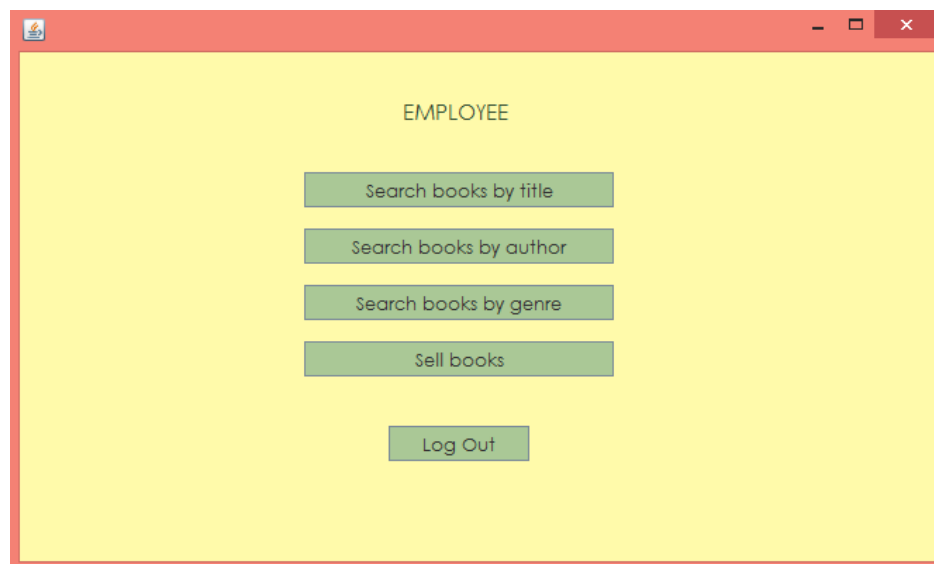 EMPLOYEE
Search books by title
Search books by author
Search books by genre
Sell books
Log Out